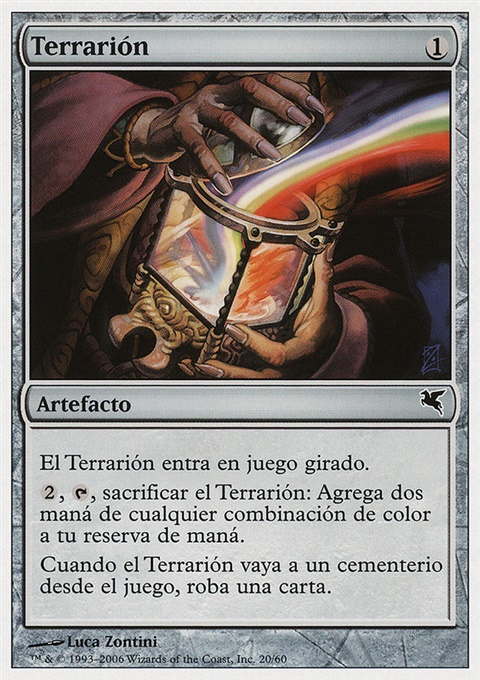 Terrarión
1
Artefacto
El Terrarión entra en juego girado.
2, , sacrificar el Terrarión: Agrega dos
maná de cualquier combinación de color
a tu reserva de maná.
Cuando el Terrarión vaya a un cementerio
desde el juego, roba una carta.
Luca Zontini
™ & © 1993–2006 Wizards of the Coast, Inc. 20/60